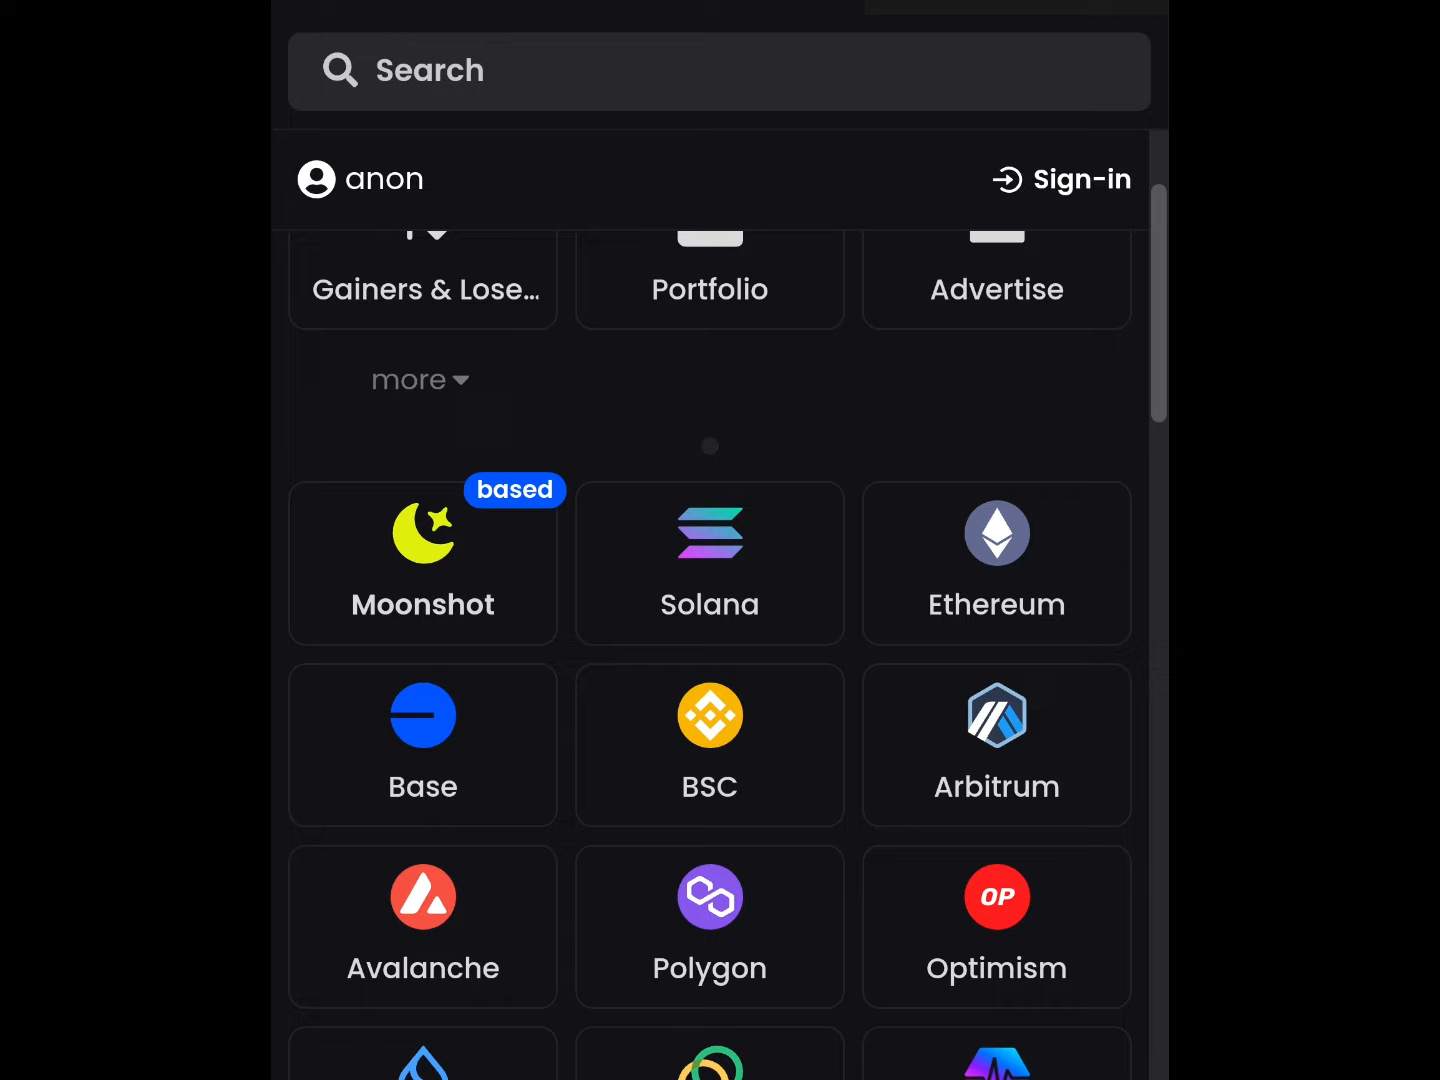 Search
anon
Sign-in
Gainers & Lose...
Portfolio
Advertise
more
based
Moonshot
Solana
Ethereum
Base
BSC
Arbitrum
Avalanche
OP
Polygon
Optimism